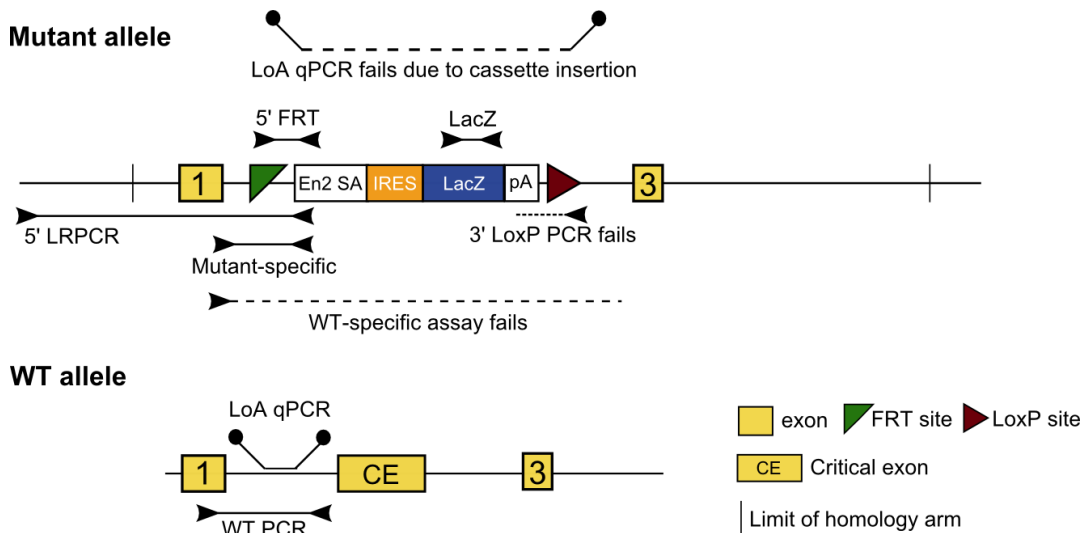 Mutant allele
LoA qPCR fails due to cassette insertion
5' FRT
LacZ
1
En2 SA
IRES
LacZ
pA
3
5' LRPCR
3' LoxP PCR fails
Mutant-specific
WT-specific assay fails
WT allele
LoA qPCR
1
CE
3
WT PCR
exon
FRT site
LoxP site
CE
Critical exon
Limit of homology arm